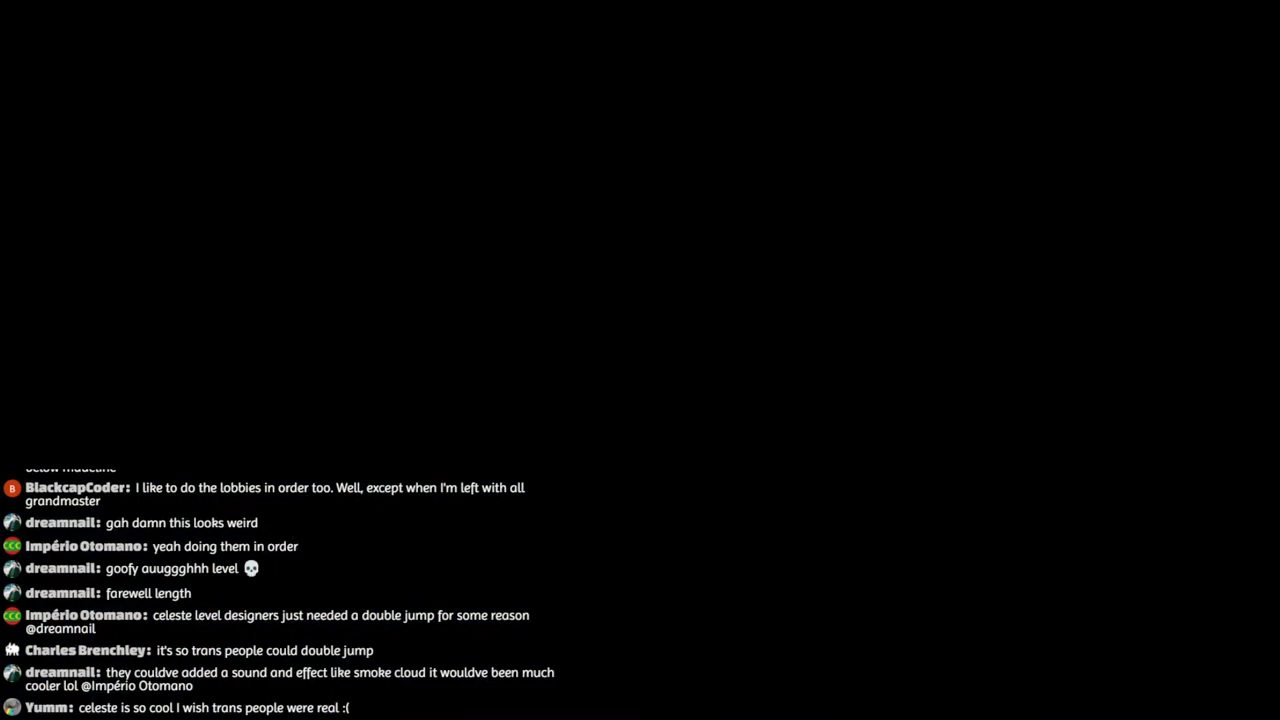 below madeline
BlackcapCoder: I like to do the lobbies in order too. Well, except when I'm left with all
grandmaster
dreamnail: gah damn this looks weird
Império Otomano: yeah doing them in order
dreamnail: goofy auuggghhh level 💀
dreamnail: farewell length
Império Otomano: celeste level designers just needed a double jump for some reason
@dreamnail
Charles Brenchley: it's so trans people could double jump
dreamnail: they couldve added a sound and effect like smoke cloud it wouldve been much
cooler lol @Império Otomano
Yumm: celeste is so cool I wish trans people were real :(